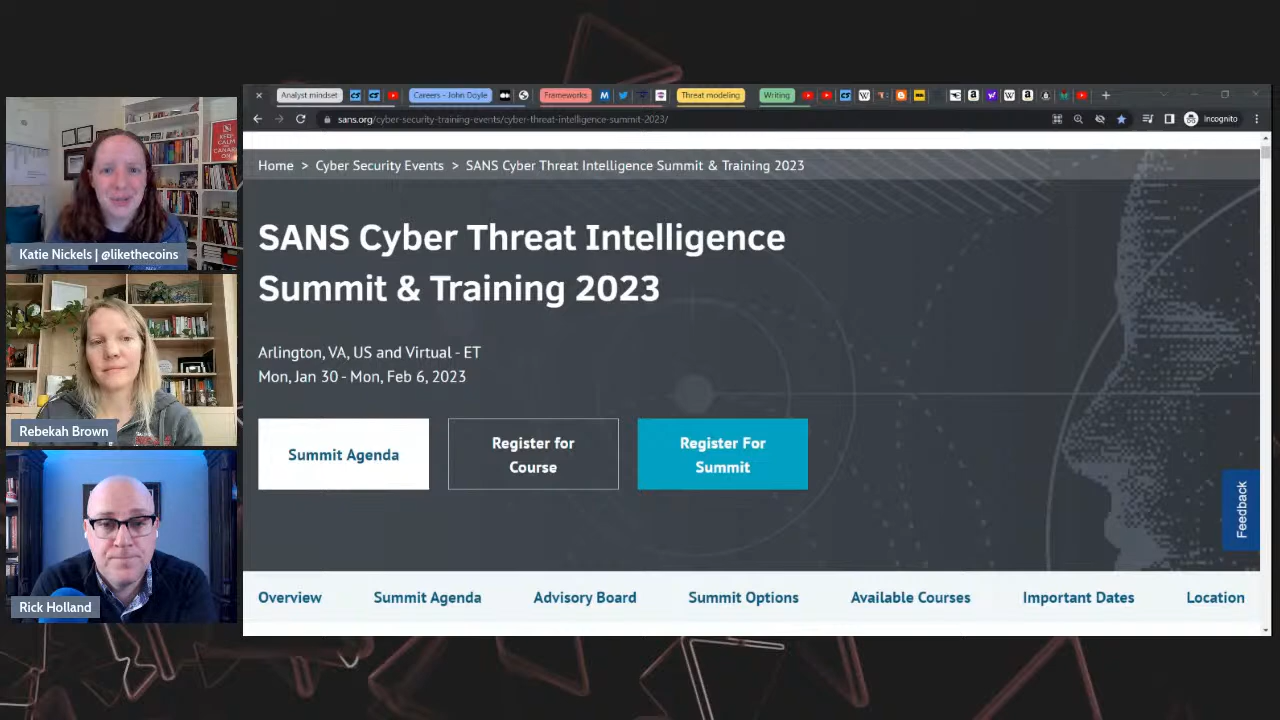 Analyst mindset
Careers - John Doyle
Frameworks
Threat modeling
Writing
sans.org/cyber-security-training-events/cyber-threat-intelligence-summit-2023/
Incognito
Home > Cyber Security Events > SANS Cyber Threat Intelligence Summit & Training 2023
SANS Cyber Threat Intelligence
Summit & Training 2023
Arlington, VA, US and Virtual - ET
Mon, Jan 30 - Mon, Feb 6, 2023
Summit Agenda
Register for
Course
Register For
Summit
Feedback
Overview
Summit Agenda
Advisory Board
Summit Options
Available Courses
Important Dates
Location
KEEP
CALM
Katie Nickels | @likethecoins
Rebekah Brown
Rick Holland